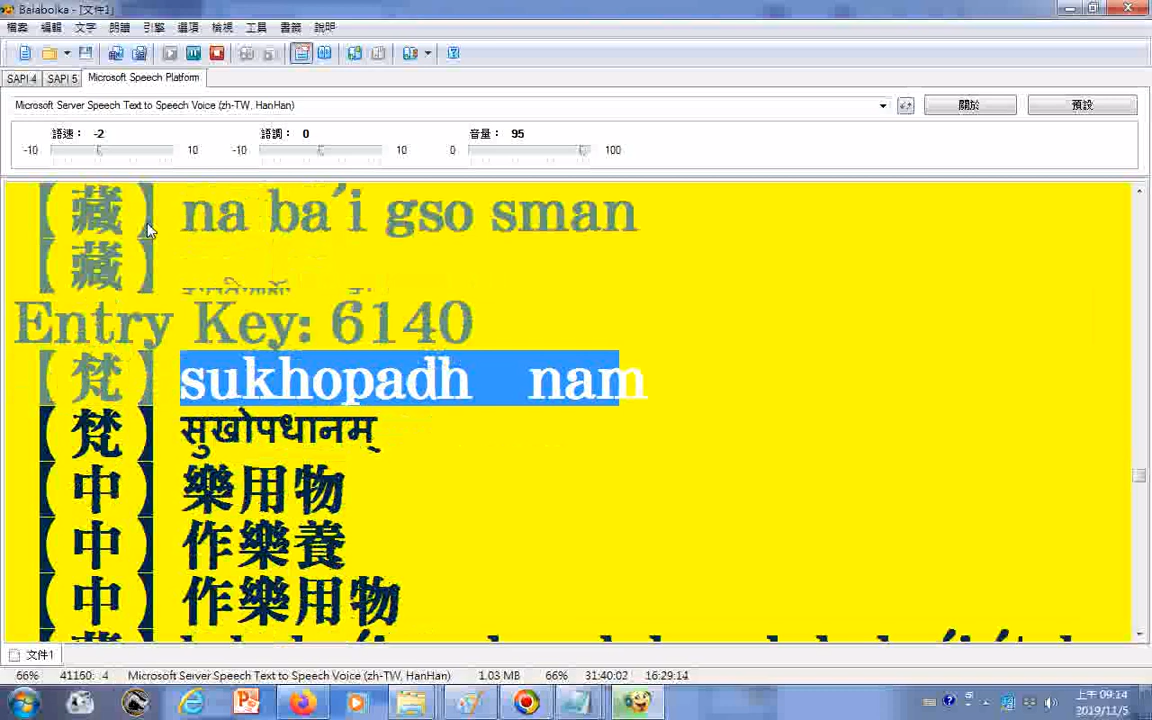 Balabolka - [文件1]
檔案 編輯 文字 朗讀 引擎 選項 檢視 工具 書籤 說明
SAPI 4 SAPI 5 Microsoft Speech Platform
Microsoft Server Speech Text to Speech Voice (zh-TW, HanHan) 關於 預設
語速： -2 語調： 0 音量： 95
-10 10 -10 10 0 100
【藏】 na ba'i gso sman
【藏】
Entry Key: 6140
【梵】 sukhopadh nam
【梵】 सुखोपधानम्
【中】 樂用物
【中】 作樂養
【中】 作樂用物
文件1
66% 41160: 4 Microsoft Server Speech Text to Speech Voice (zh-TW, HanHan) 1.03 MB 66% 31:40:02 16:29:14
上午 09:14
2019/11/5